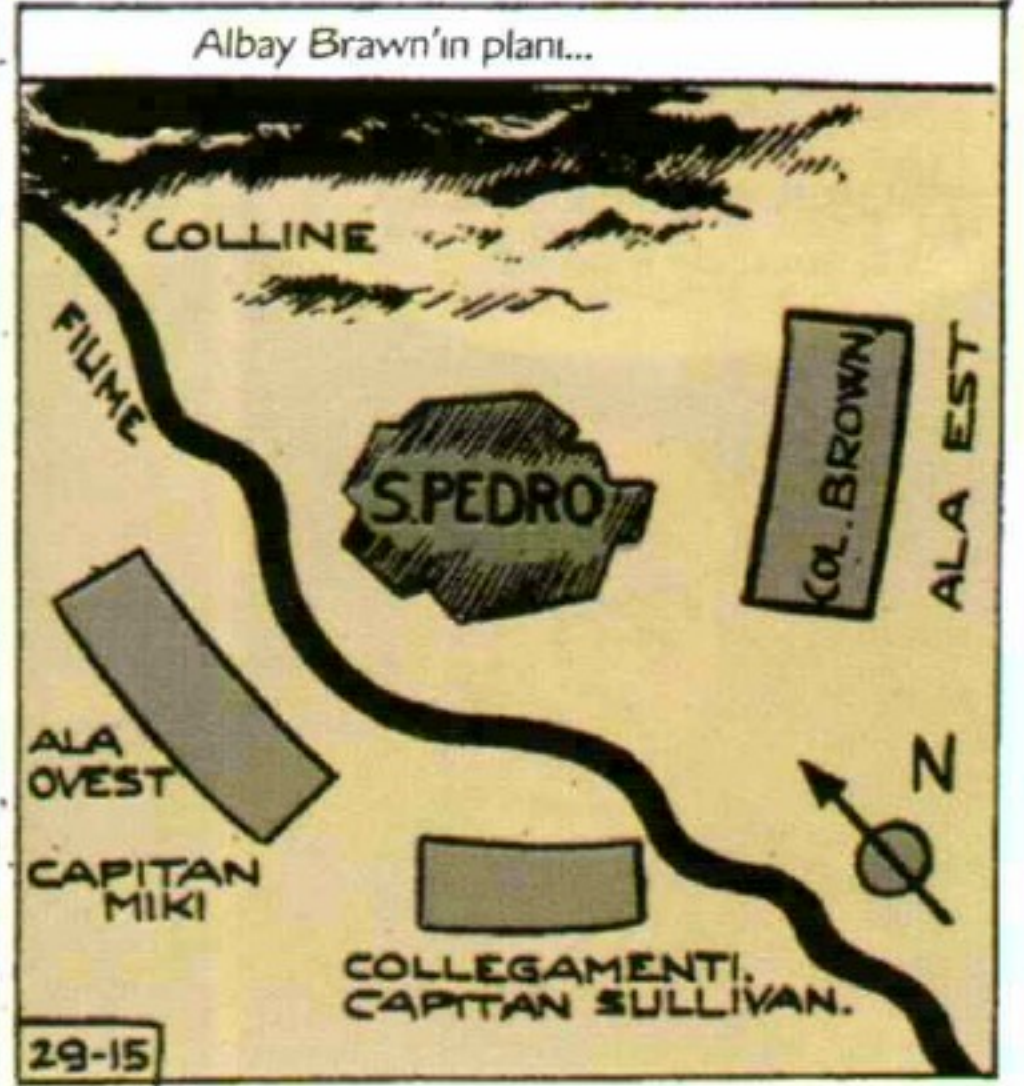 Albay Brawn'ın planı...
COLLINE
FIUME
S.PEDRO
COL. BROWN
ALA EST
ALA
OVEST
CAPITAN
MIKI
N
COLLEGAMENTI.
CAPITAN SULLIVAN.
29-15